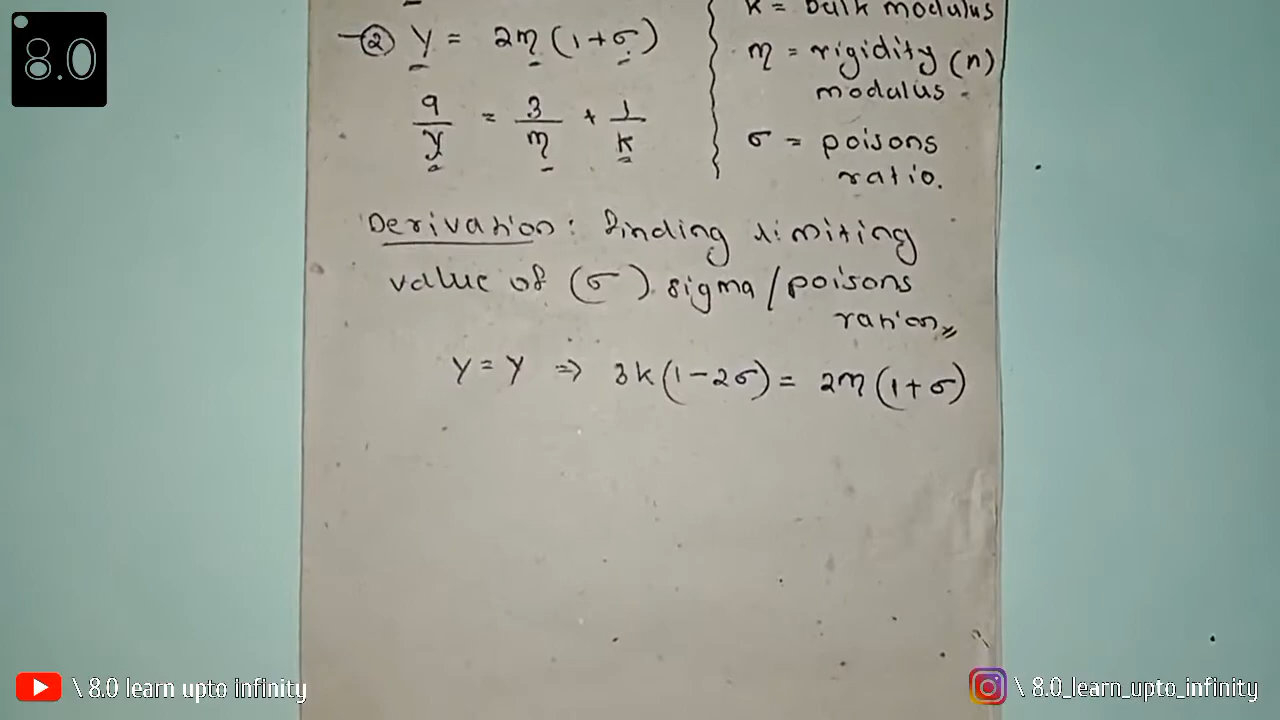 8.0
K = bulk modulus
② Y = 2η(1+σ)
η = rigidity (n)
modulus
9/y = 3/η + 1/k
σ = poisons
ratio.
Derivation: finding limiting
value of (σ) sigma/poisons
ration
Y = Y ⇒ 3k(1-2σ) = 2η(1+σ)
\ 8.0 learn upto infinity
\ 8.0_learn_upto_infinity